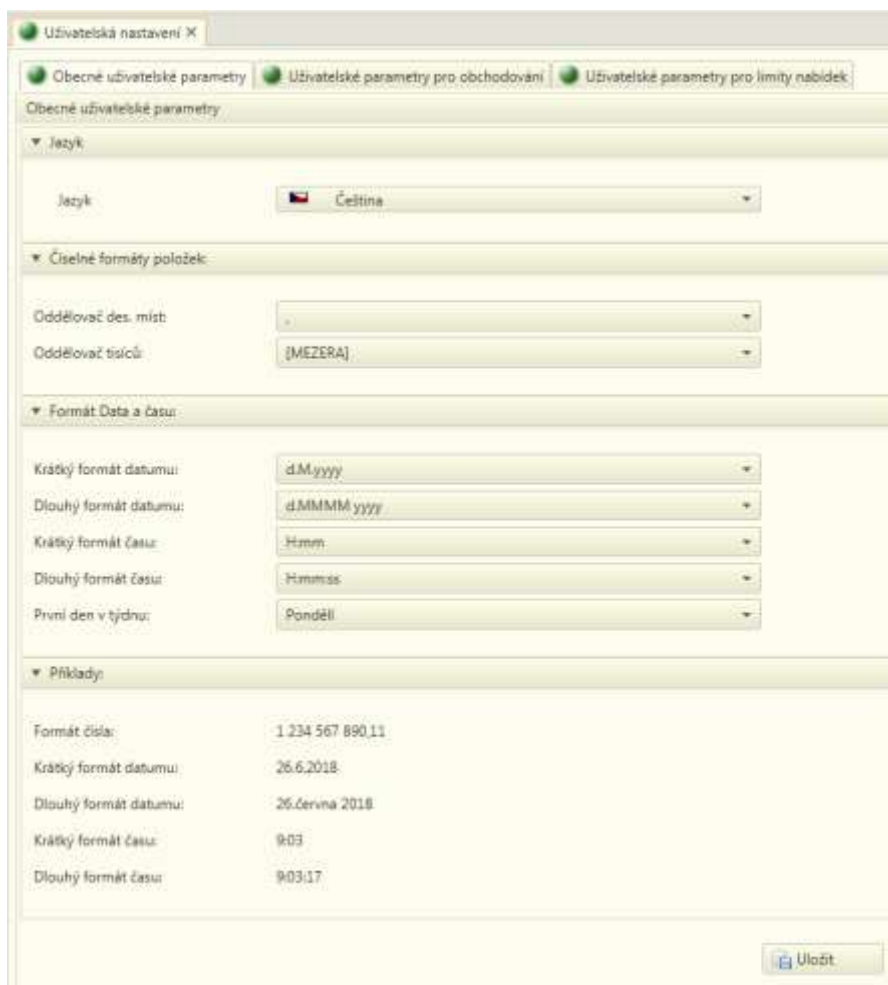 Uživatelská nastavení
Obecné uživatelské parametry Uživatelské parametry pro obchodování Uživatelské parametry pro limity nabídek
Obecné uživatelské parametry
Jazyk
Jazyk Čeština
Číselné formáty položek:
Oddělovač des. míst: ,
Oddělovač tisíců: [MEZERA]
Formát Data a času:
Krátký formát datumu: d.M.yyyy
Dlouhý formát datumu: d.MMMM yyyy
Krátký formát času: H:mm
Dlouhý formát času: H:mm:ss
První den v týdnu: Pondělí
Příklady:
Formát čísla: 1 234 567 890,11
Krátký formát datumu: 26.6.2018
Dlouhý formát datumu: 26.června 2018
Krátký formát času: 9:03
Dlouhý formát času: 9:03:17
Uložit